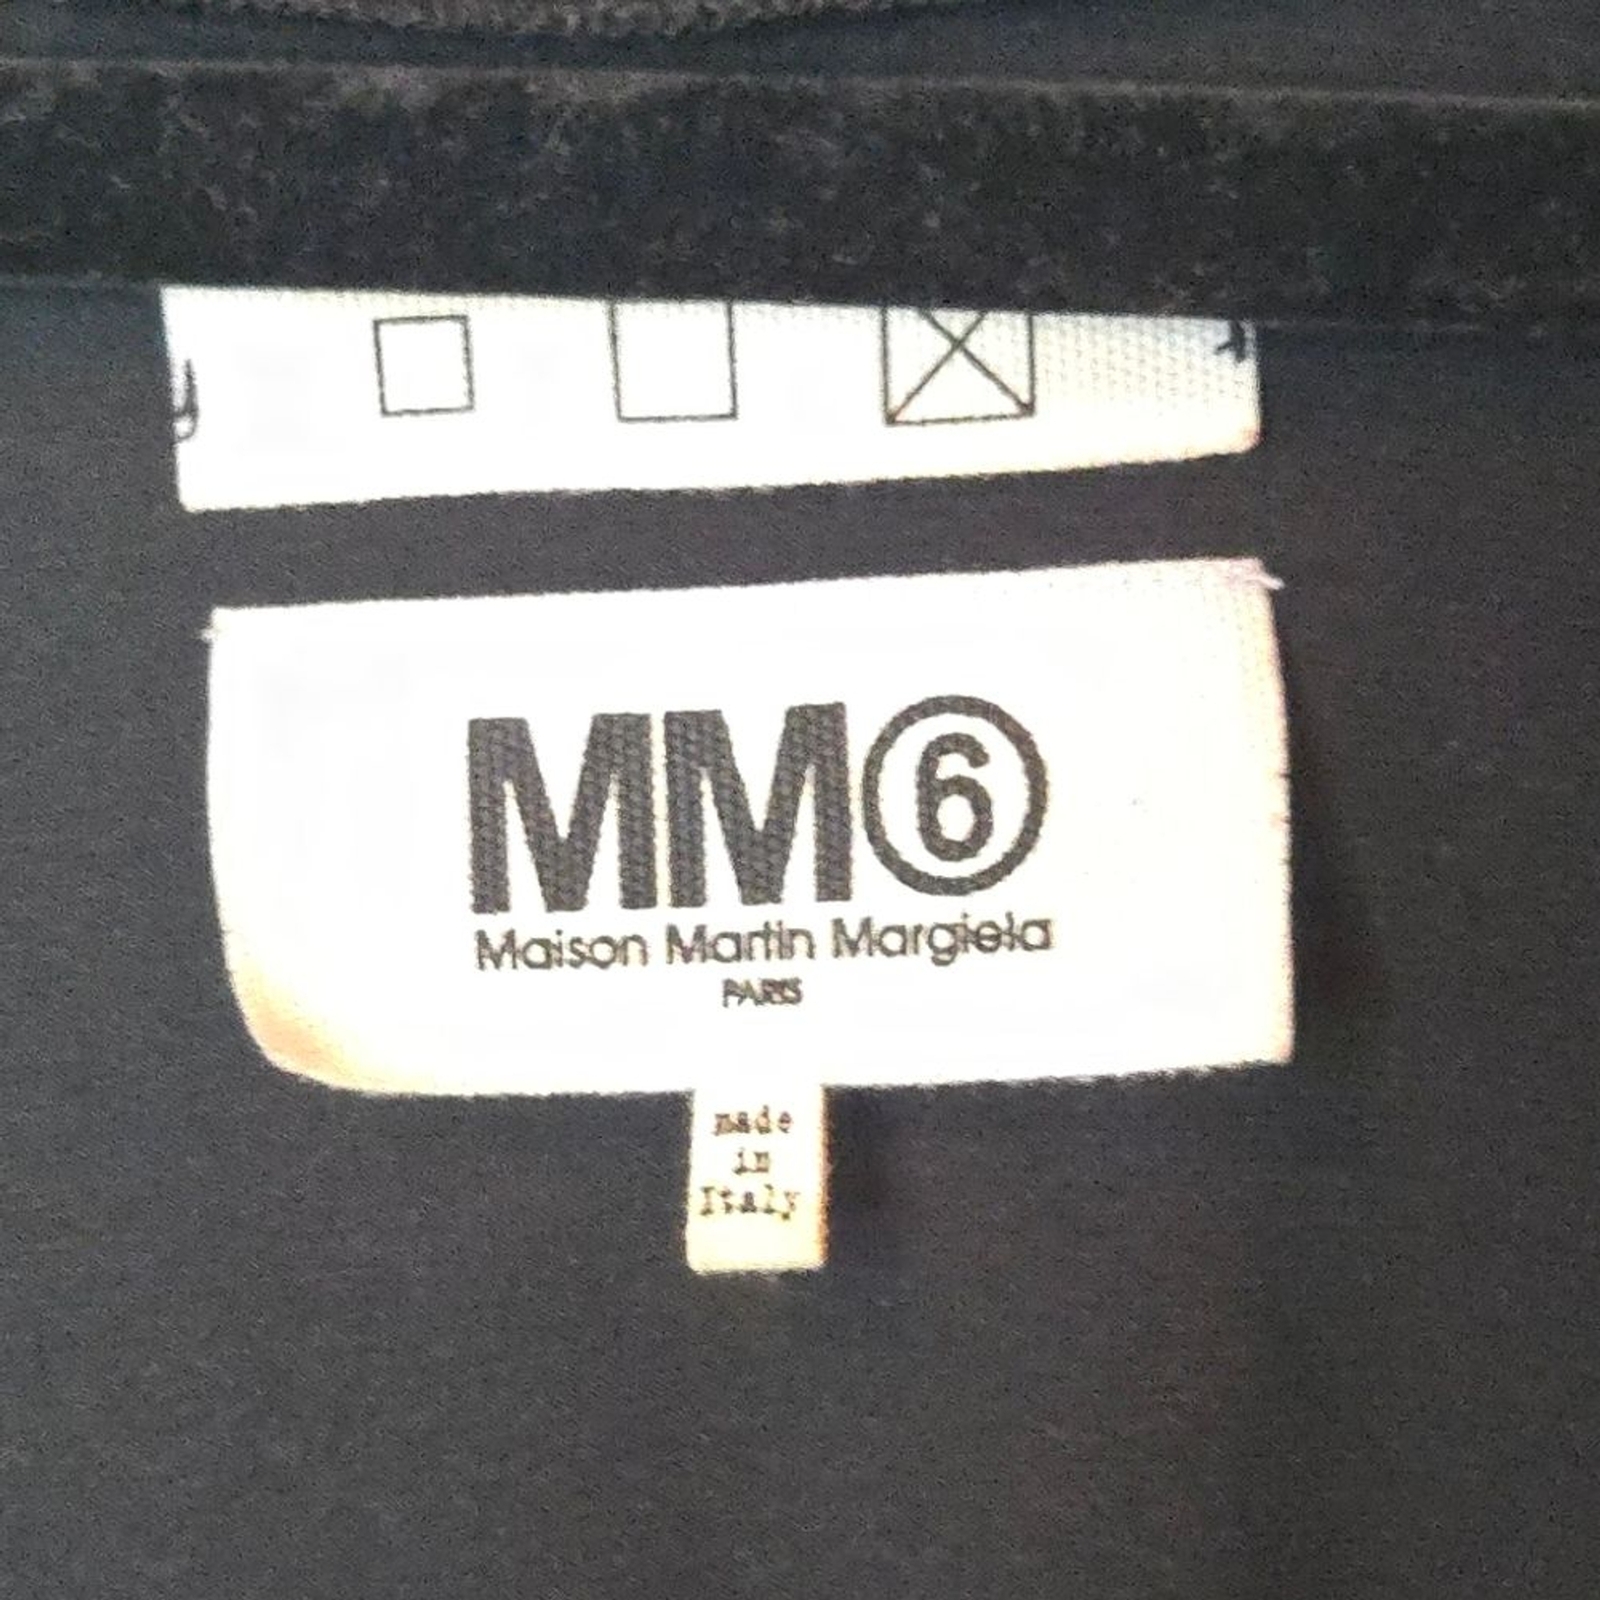 MM⑥
Maison Martin Margiela
PARIS
made
in
Italy